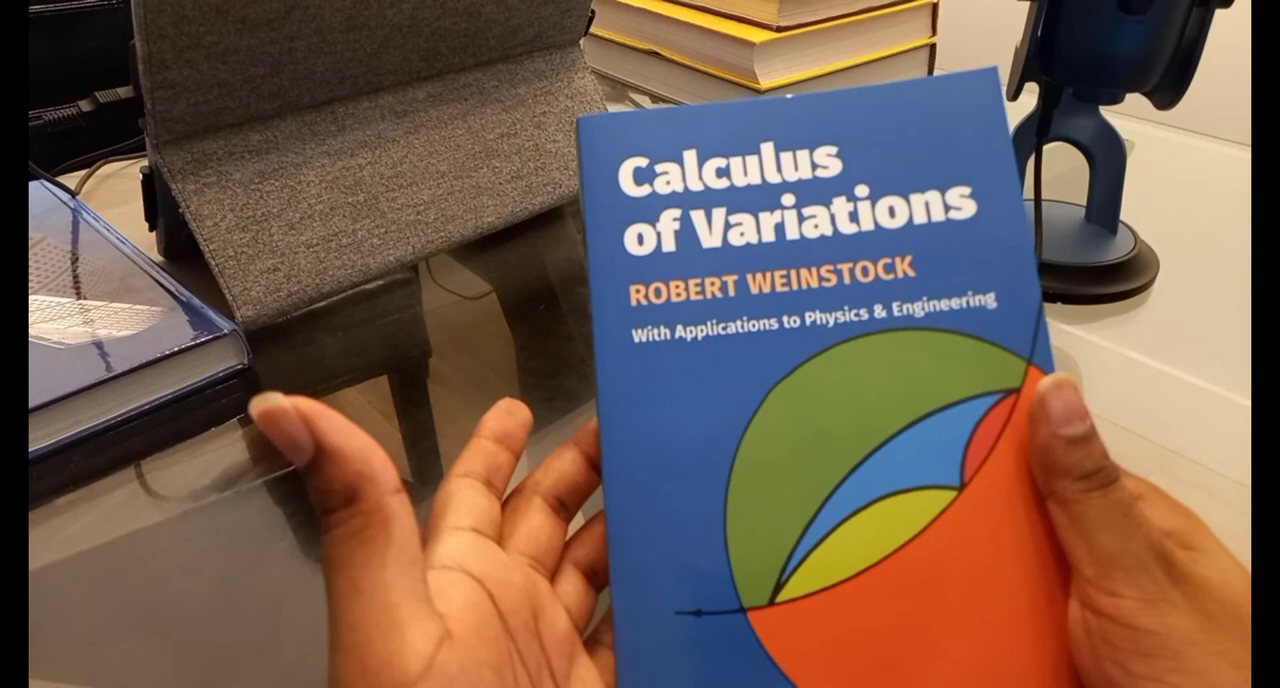 Calculus
of Variations
ROBERT WEINSTOCK
With Applications to Physics & Engineering